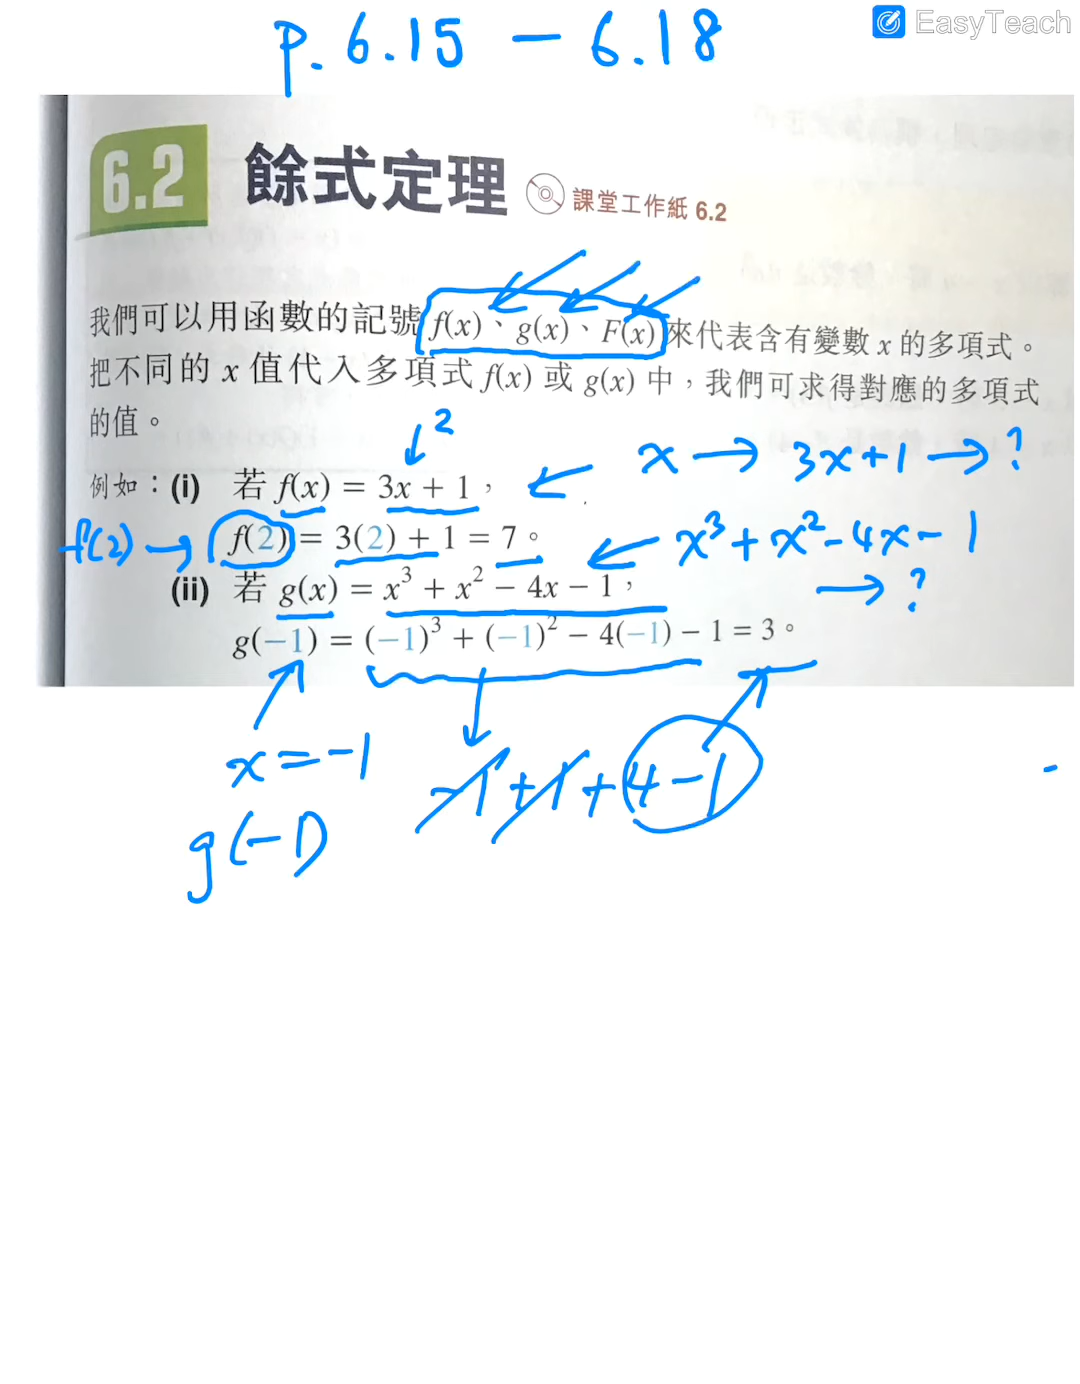 EasyTeach
p. 6.15 — 6.18
6.2 餘式定理 課堂工作紙 6.2
我們可以用函數的記號 f(x)、g(x)、F(x) 來代表含有變數 x 的多項式。
把不同的 x 值代入多項式 f(x) 或 g(x) 中，我們可求得對應的多項式
的值。
↓ 2
例如：(i) 若 f(x) = 3x + 1， ← x → 3x+1 → ?
f(2) → f(2) = 3(2) + 1 = 7。 ← x³+x²-4x-1
→ ?
(ii) 若 g(x) = x³ + x² − 4x − 1，
g(−1) = (−1)³ + (−1)² − 4(−1) − 1 = 3。
x = -1
-1+1+4-1
g(-1)